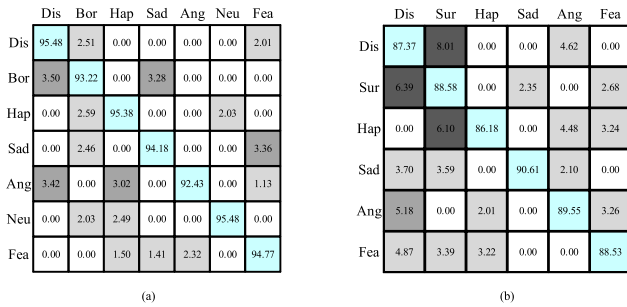 Dis Bor Hap Sad Ang Neu Fea
Dis 95.48 2.51 0.00 0.00 0.00 0.00 2.01
Bor 3.50 93.22 0.00 3.28 0.00 0.00 0.00
Hap 0.00 2.59 95.38 0.00 0.00 2.03 0.00
Sad 0.00 2.46 0.00 94.18 0.00 0.00 3.36
Ang 3.42 0.00 3.02 0.00 92.43 0.00 1.13
Neu 0.00 2.03 2.49 0.00 0.00 95.48 0.00
Fea 0.00 0.00 1.50 1.41 2.32 0.00 94.77
(a)
Dis Sur Hap Sad Ang Fea
Dis 87.37 8.01 0.00 0.00 4.62 0.00
Sur 6.39 88.58 0.00 2.35 0.00 2.68
Hap 0.00 6.10 86.18 0.00 4.48 3.24
Sad 3.70 3.59 0.00 90.61 2.10 0.00
Ang 5.18 0.00 2.01 0.00 89.55 3.26
Fea 4.87 3.39 3.22 0.00 0.00 88.53
(b)